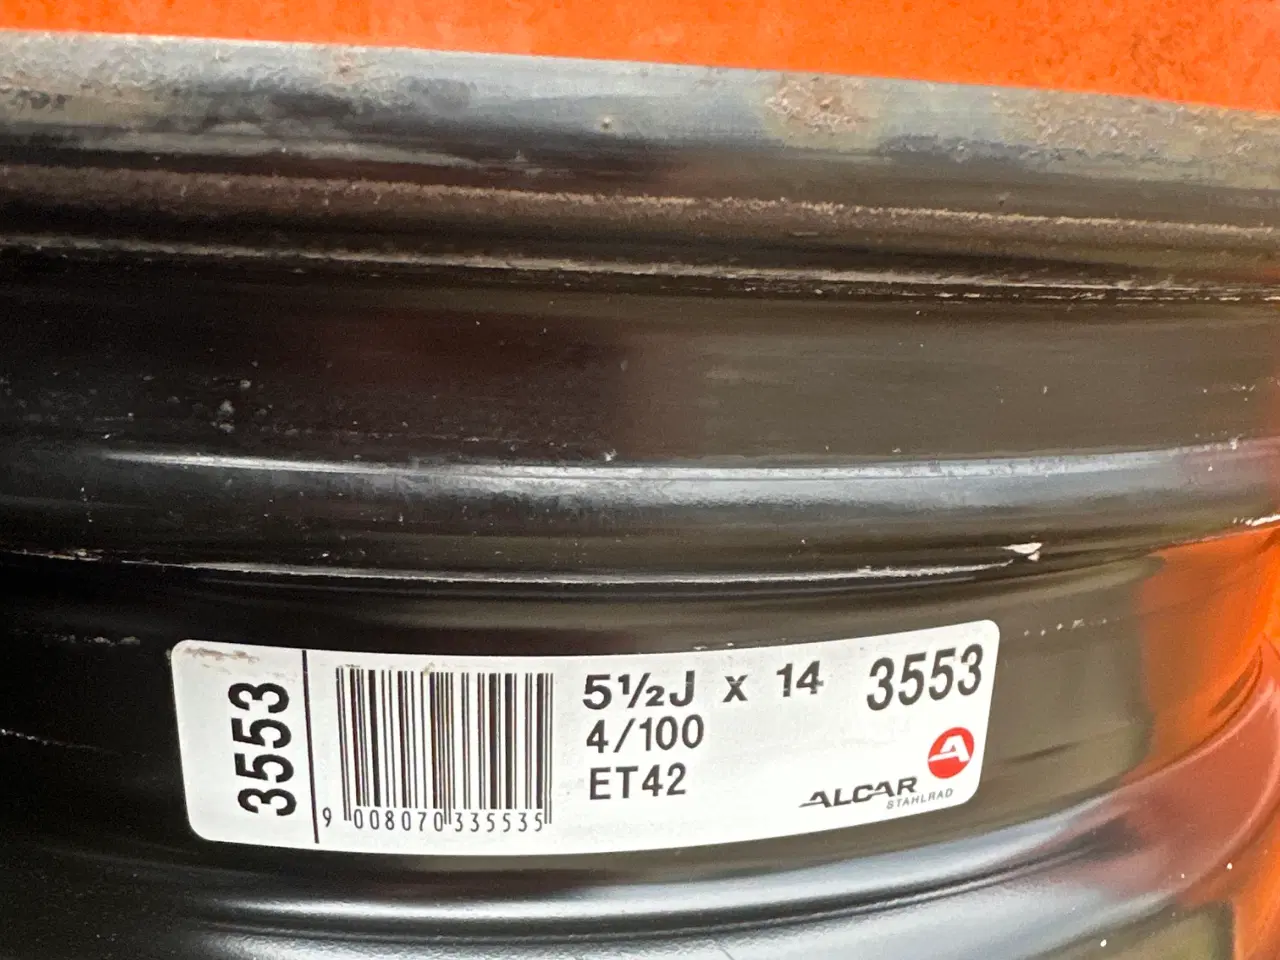 3553
9 008070 335535
5½J x 14
4/100
ET42
3553
ALCAR
STAHLRAD